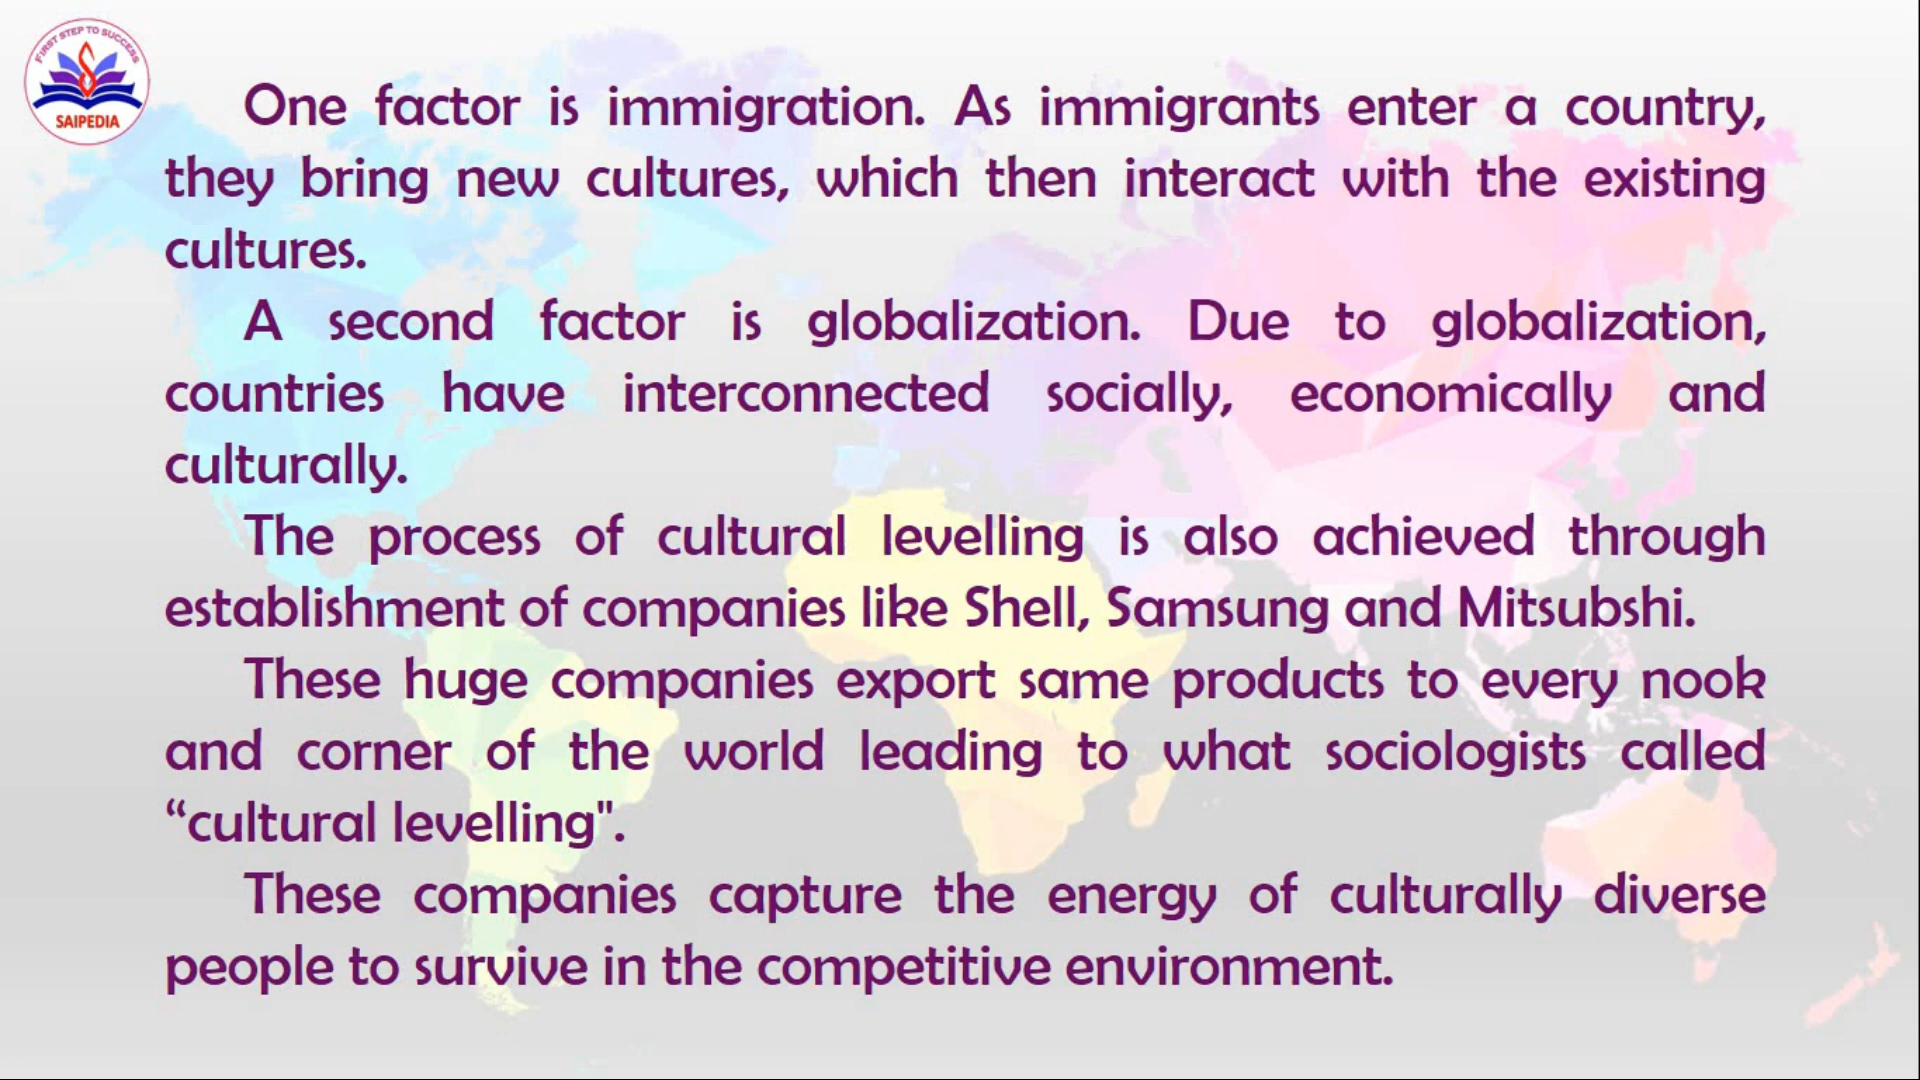 FIRST STEP TO SUCCESS
SAIPEDIA
One factor is immigration. As immigrants enter a country,
they bring new cultures, which then interact with the existing
cultures.
A second factor is globalization. Due to globalization,
countries have interconnected socially, economically and
culturally.
The process of cultural levelling is also achieved through
establishment of companies like Shell, Samsung and Mitsubshi.
These huge companies export same products to every nook
and corner of the world leading to what sociologists called
“cultural levelling".
These companies capture the energy of culturally diverse
people to survive in the competitive environment.